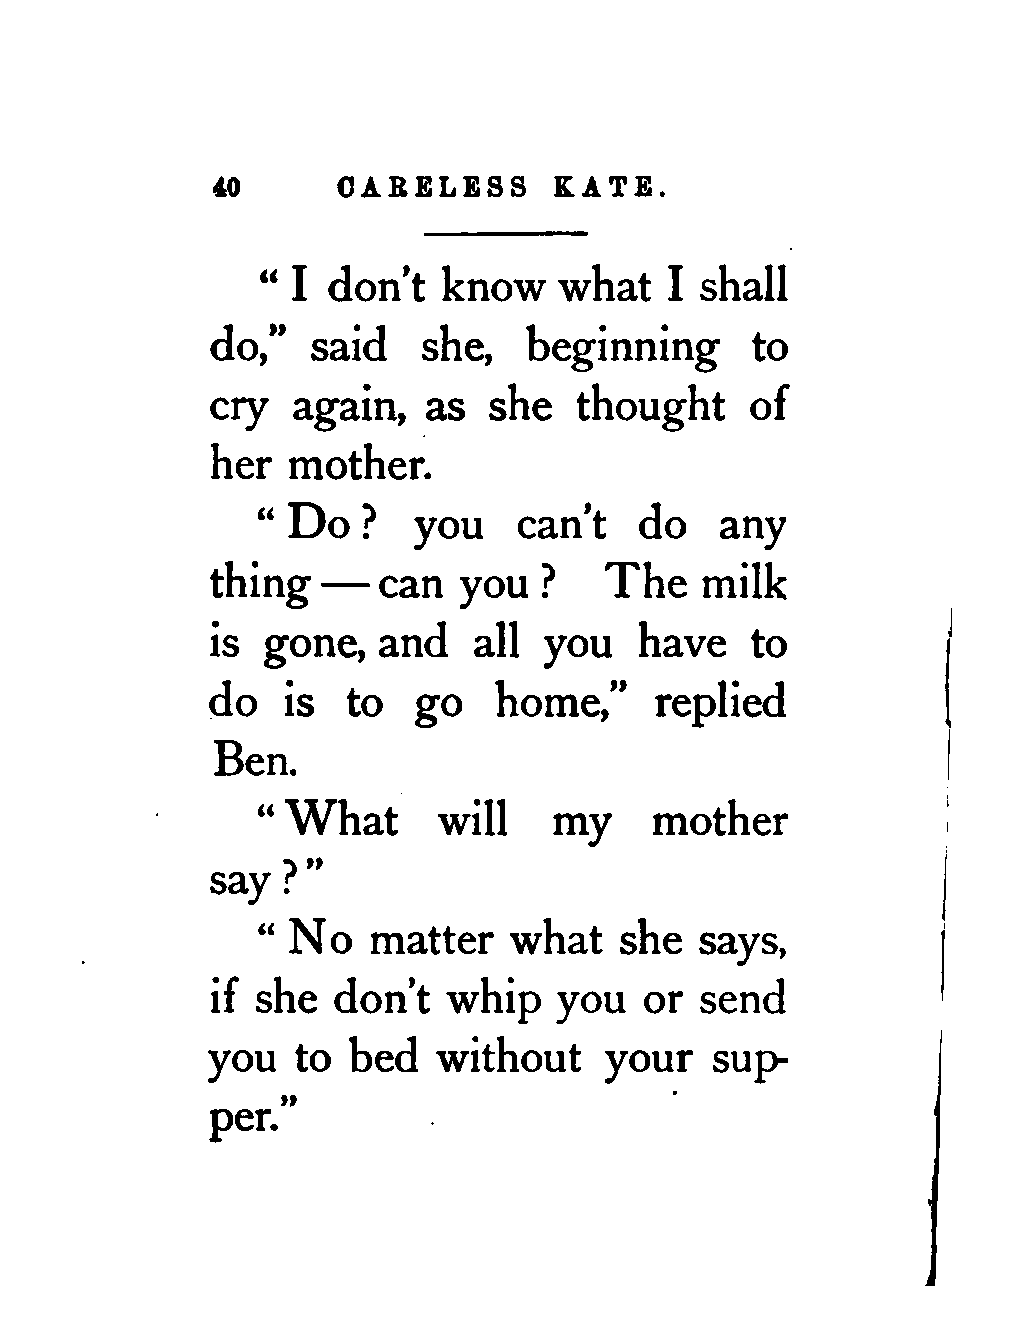 40 CARELESS KATE.
“ I don't know what I shall
do,” said she, beginning to
cry again, as she thought of
her mother.
“ Do ? you can't do any
thing — can you ? The milk
is gone, and all you have to
do is to go home,” replied
Ben.
“ What will my mother
say ? ”
“ No matter what she says,
if she don't whip you or send
you to bed without your sup-
per.”